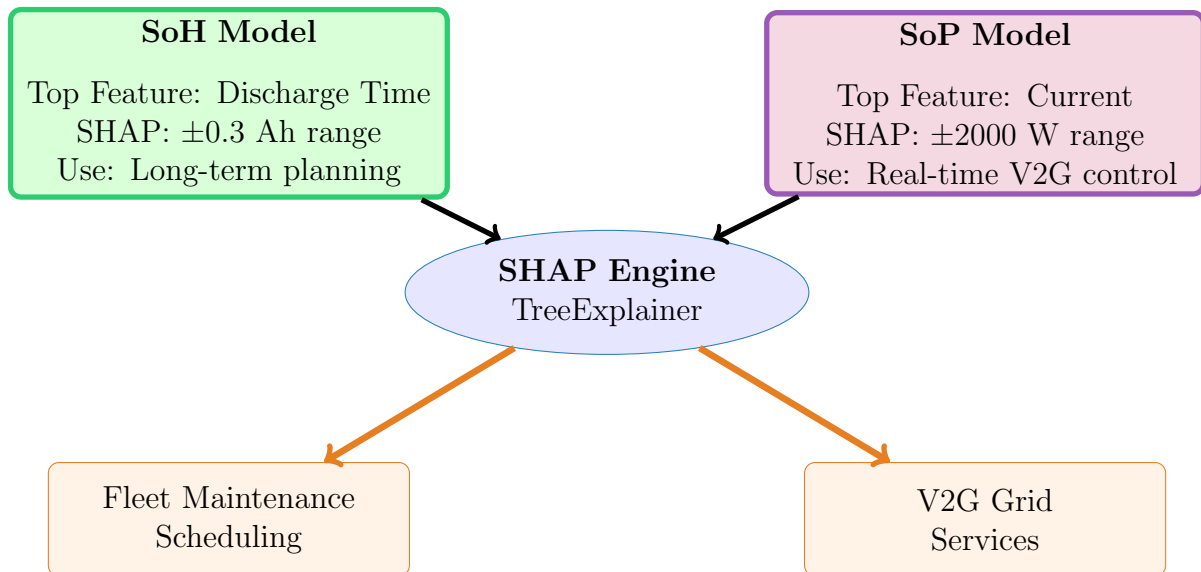 SoH Model
Top Feature: Discharge Time
SHAP: ±0.3 Ah range
Use: Long-term planning
SoP Model
Top Feature: Current
SHAP: ±2000 W range
Use: Real-time V2G control
SHAP Engine
TreeExplainer
Fleet Maintenance
Scheduling
V2G Grid
Services